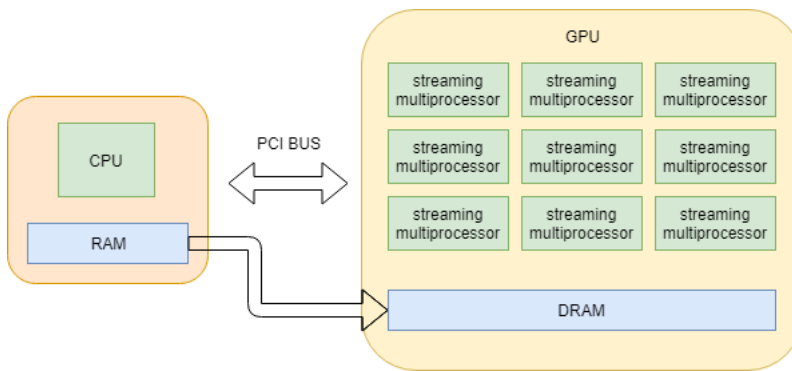 GPU
streaming
multiprocessor
streaming
multiprocessor
streaming
multiprocessor
PCI BUS
CPU
streaming
multiprocessor
streaming
multiprocessor
streaming
multiprocessor
streaming
multiprocessor
streaming
multiprocessor
streaming
multiprocessor
RAM
DRAM